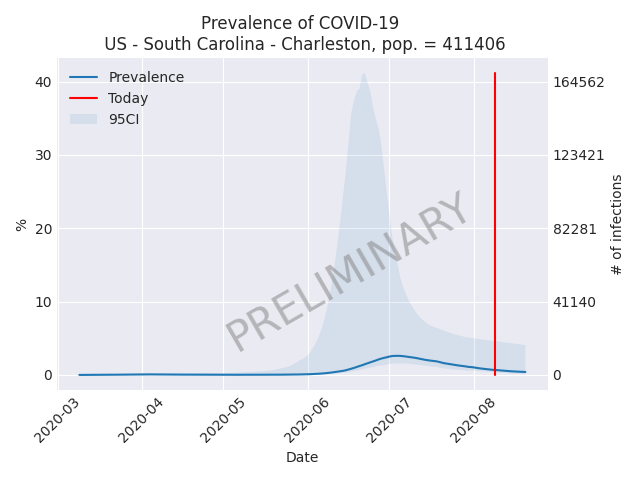 Prevalence of COVID-19
US - South Carolina - Charleston, pop. = 411406
Prevalence
Today
95CI
40
30
20
10
0
%
164562
123421
82281
41140
0
# of infections
PRELIMINARY
2020-03
2020-04
2020-05
2020-06
2020-07
2020-08
Date